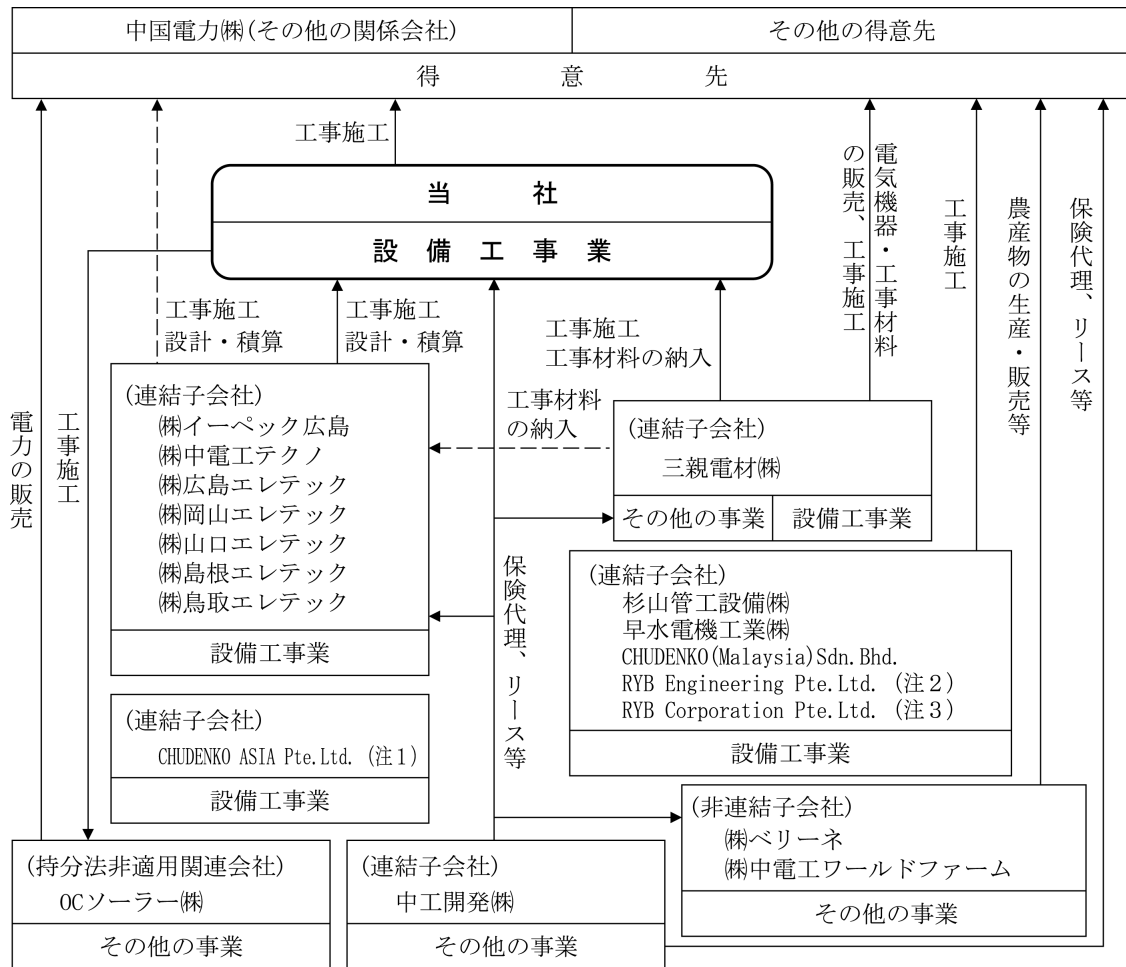 中国電力㈱(その他の関係会社)
その他の得意先
得意先
工事施工
当社
設備工事業
電気機器・工事材料
の販売、工事施工
工事施工
農産物の生産・販売等
保険代理、リース等
工事施工
設計・積算
工事施工
設計・積算
工事施工
工事材料の納入
電力の販売
工事施工
(連結子会社)
㈱イーペック広島
㈱中電工テクノ
㈱広島エレテック
㈱岡山エレテック
㈱山口エレテック
㈱島根エレテック
㈱鳥取エレテック
設備工事業
工事材料
の納入
(連結子会社)
三親電材㈱
その他の事業
設備工事業
保険代理、リース等
(連結子会社)
杉山管工設備㈱
早水電機工業㈱
CHUDENKO(Malaysia)Sdn.Bhd.
RYB Engineering Pte.Ltd. (注2)
RYB Corporation Pte.Ltd. (注3)
設備工事業
(連結子会社)
CHUDENKO ASIA Pte.Ltd. (注1)
設備工事業
(非連結子会社)
㈱ベリーネ
㈱中電工ワールドファーム
その他の事業
(持分法非適用関連会社)
OCソーラー㈱
その他の事業
(連結子会社)
中工開発㈱
その他の事業